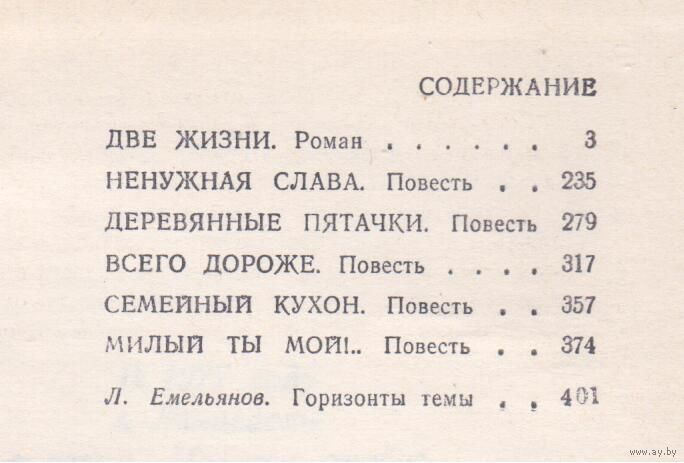 СОДЕРЖАНИЕ
ДВЕ ЖИЗНИ. Роман . . . . . . 3
НЕНУЖНАЯ СЛАВА. Повесть . . 235
ДЕРЕВЯННЫЕ ПЯТАЧКИ. Повесть 279
ВСЕГО ДОРОЖЕ. Повесть . . . . 317
СЕМЕЙНЫЙ КУХОН. Повесть . . 357
МИЛЫЙ ТЫ МОЙ!.. Повесть . . 374
Л. Емельянов. Горизонты темы . . 401
www.ay.by